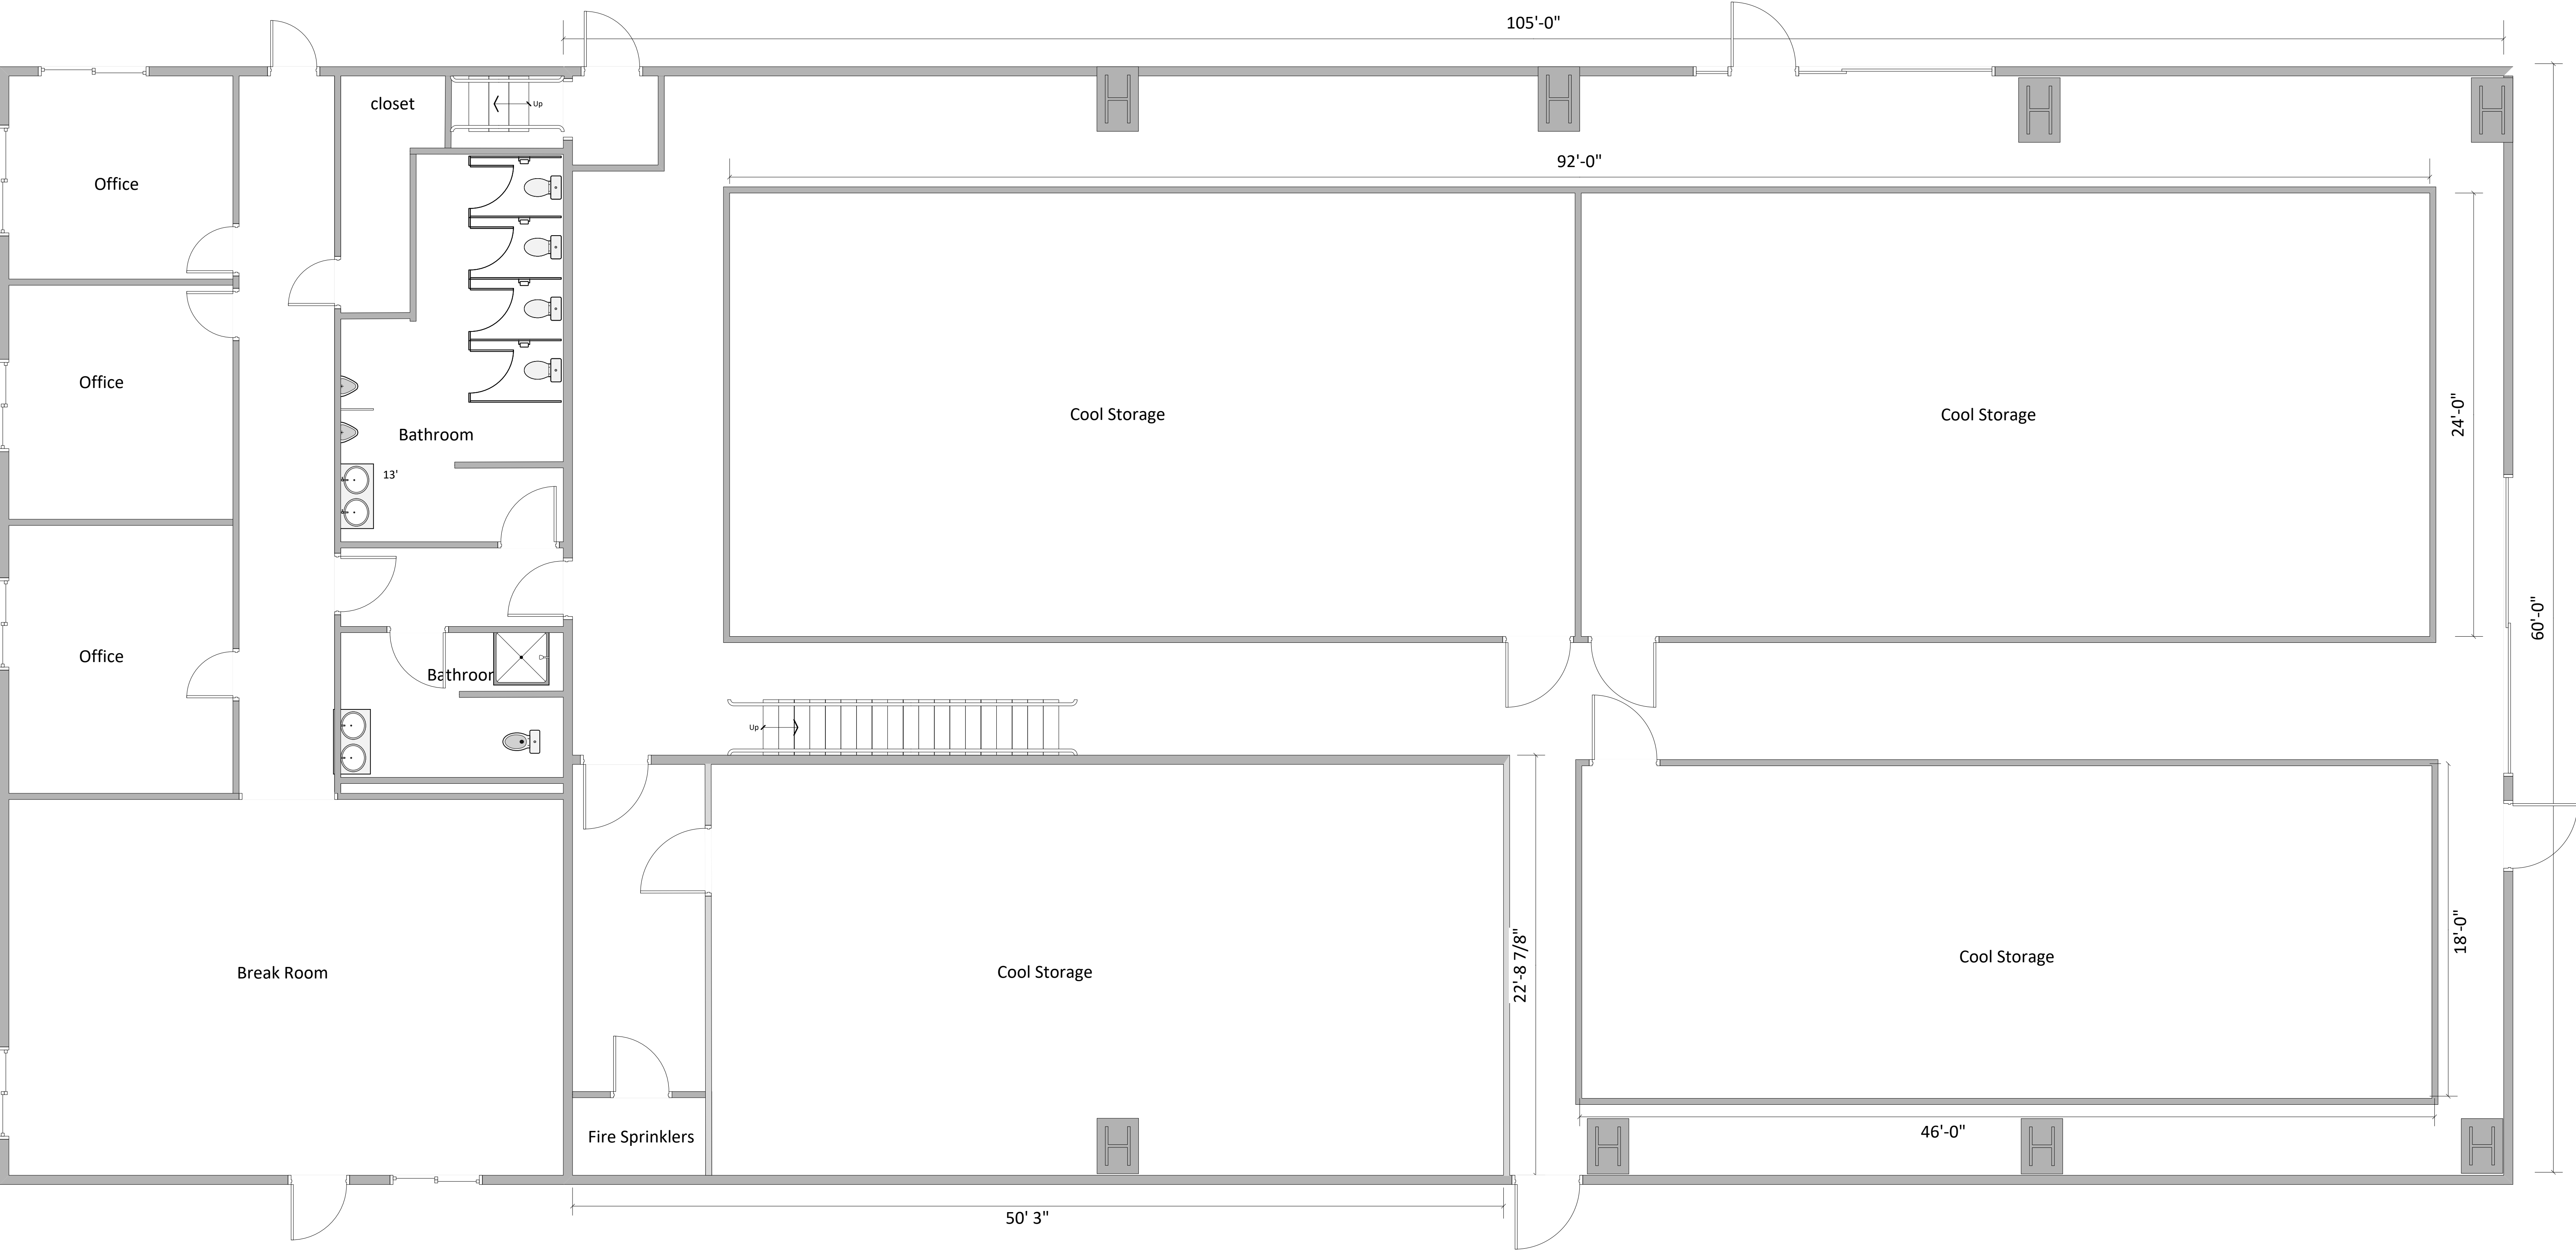 105'-0"
closet
Up
92'-0"
Office
Office
Cool Storage
Cool Storage
24'-0"
Bathroom
13'
60'-0"
Office
Bathroor
Up
Break Room
Cool Storage
22'-8 7/8"
Cool Storage
18'-0"
Fire Sprinklers
46'-0"
50' 3"